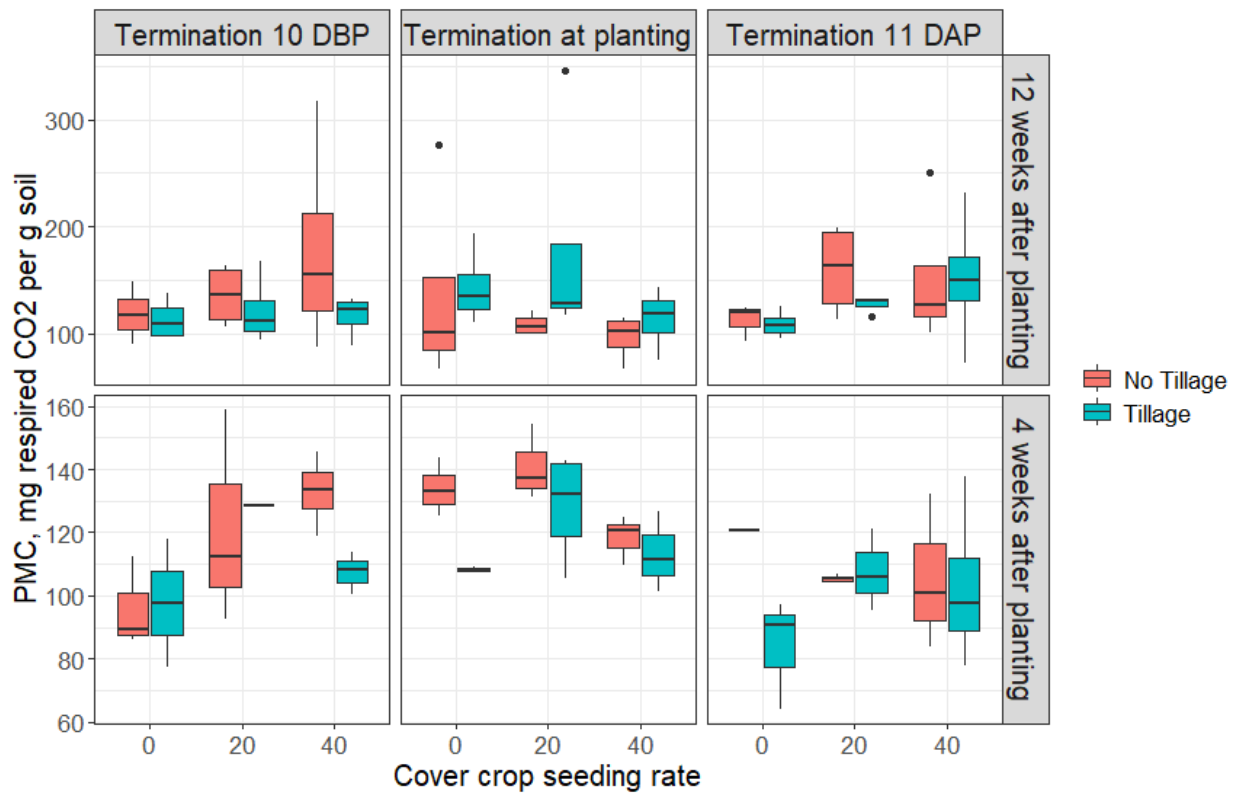 Termination 10 DBP
Termination at planting
Termination 11 DAP
300
200
100
12 weeks after planting
160
140
120
100
80
60
4 weeks after planting
0
20
40
0
20
40
0
20
40
PMC, mg respired CO2 per g soil
Cover crop seeding rate
No Tillage
Tillage